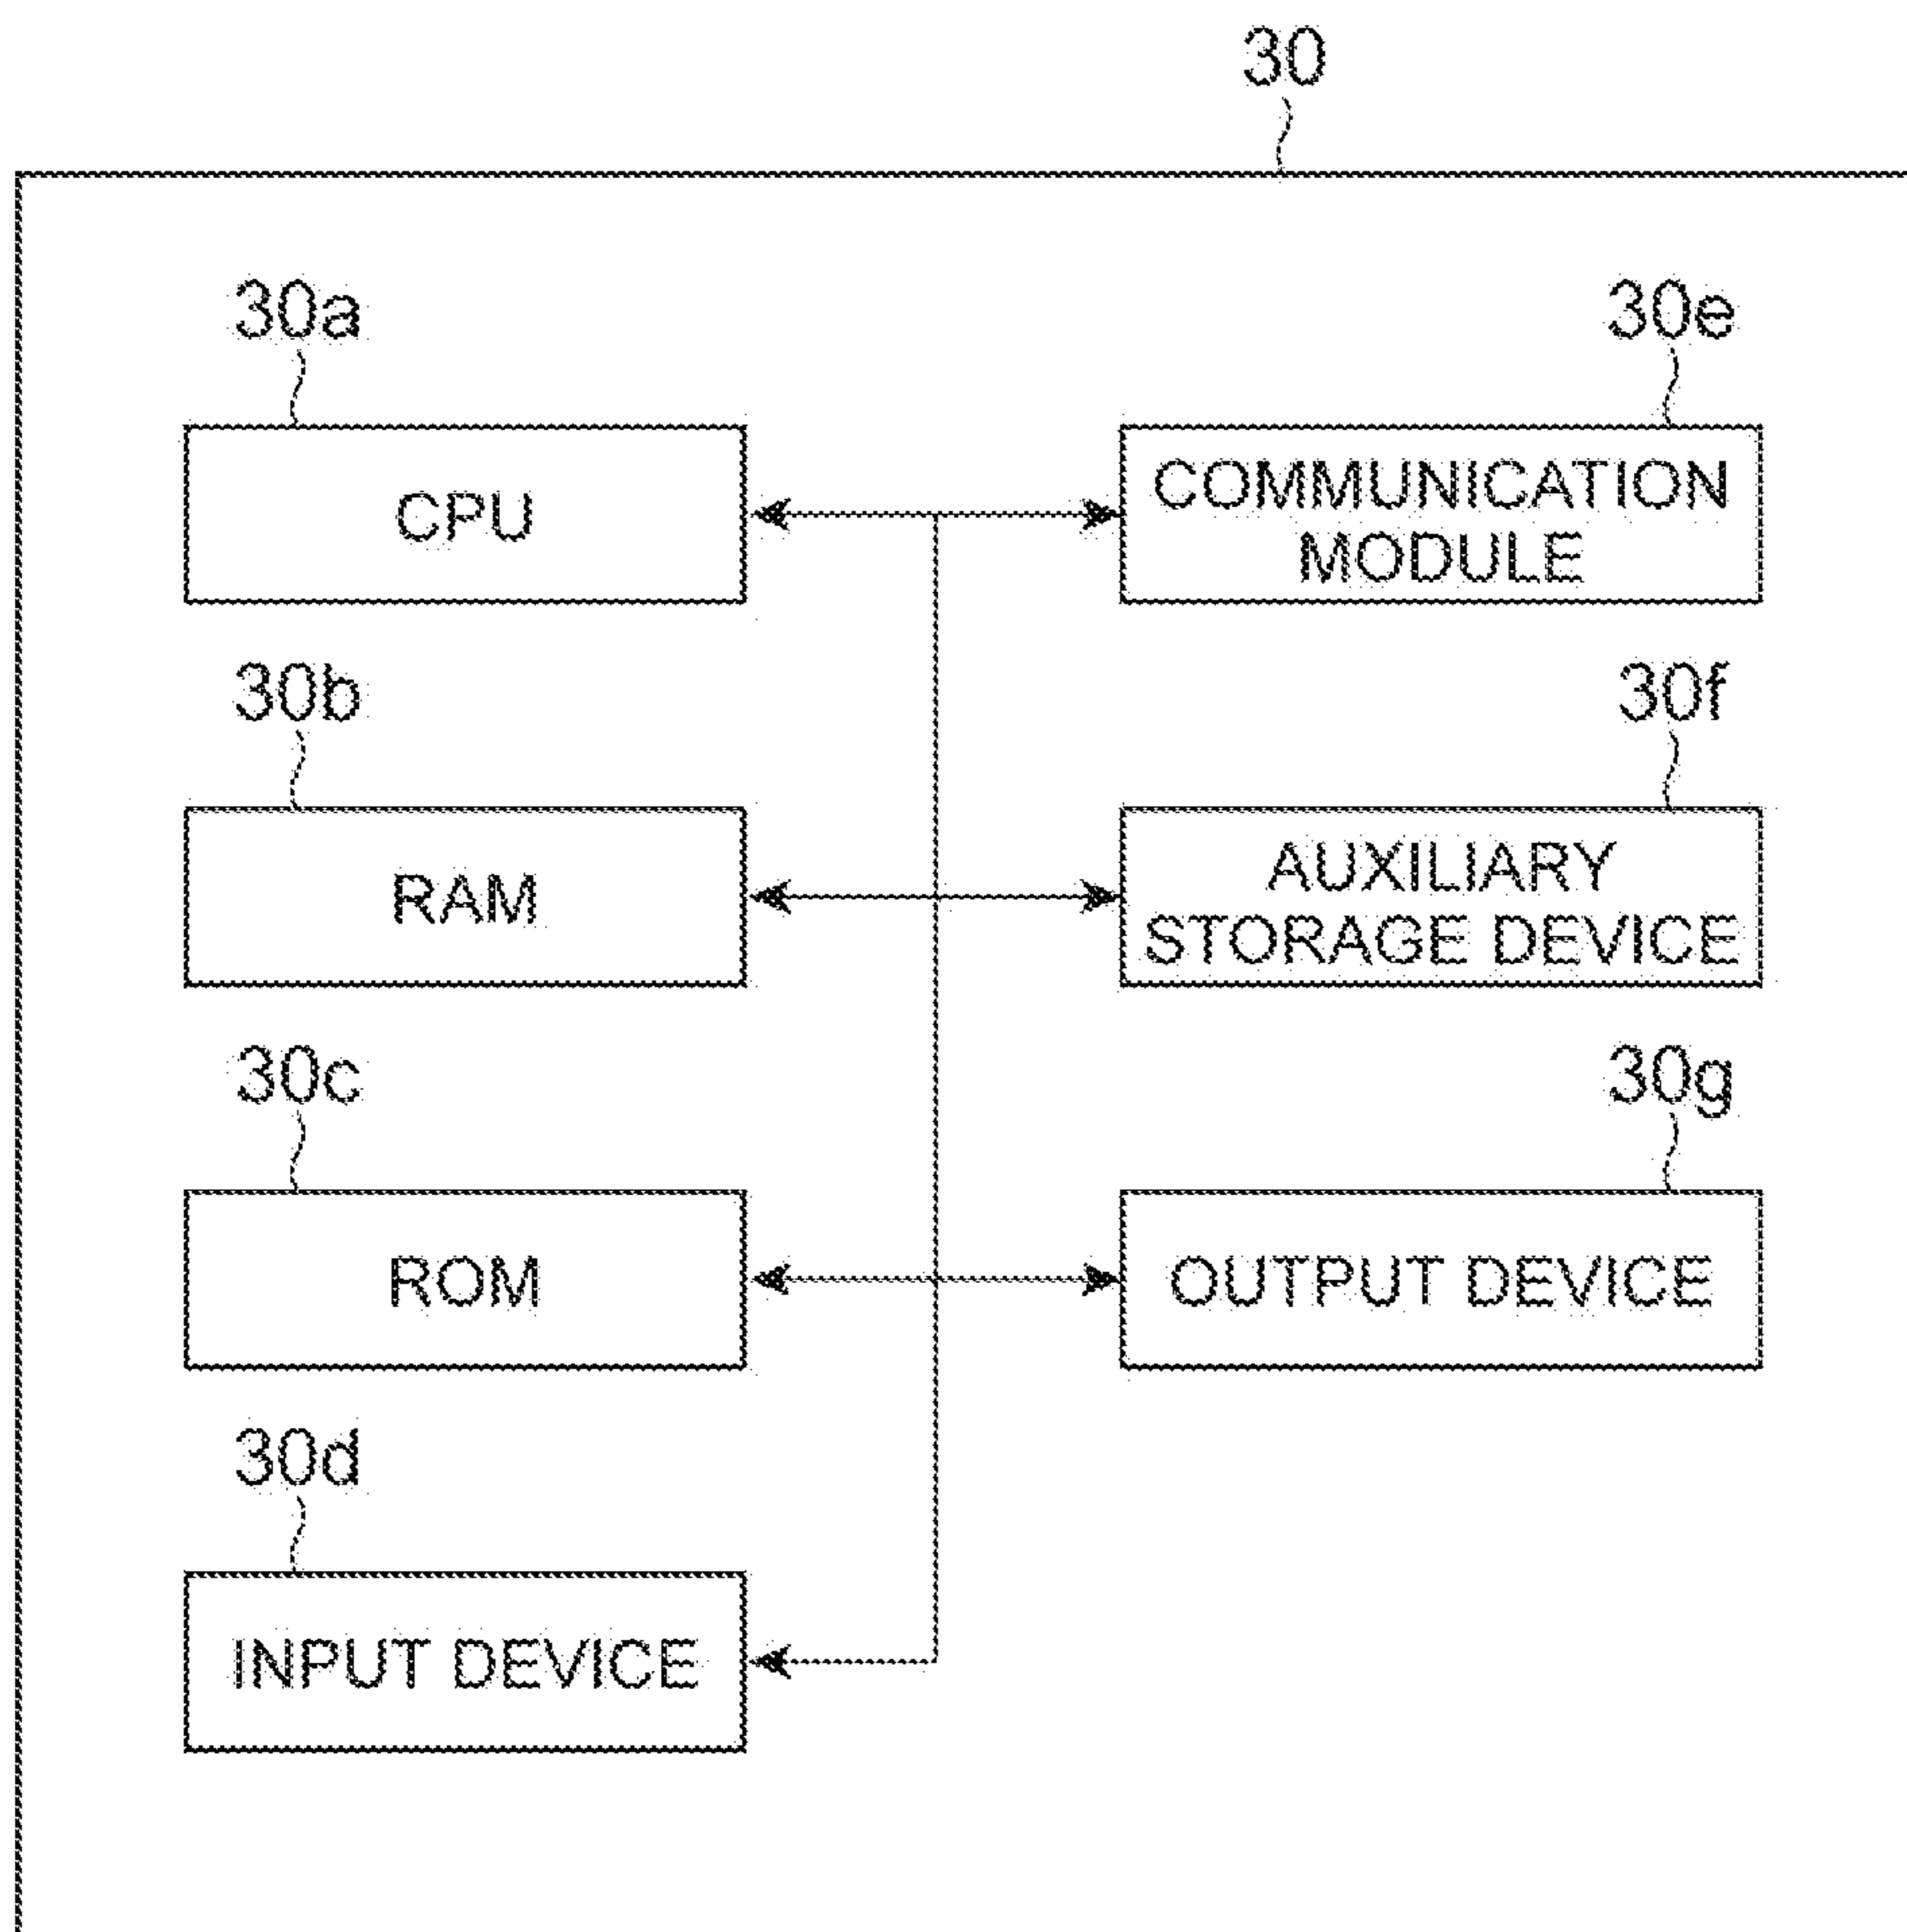 30
30a
30e
CPU
COMMUNICATION
MODULE
30b
30f
RAM
AUXILIARY
STORAGE DEVICE
30c
30g
ROM
OUTPUT DEVICE
30d
INPUT DEVICE